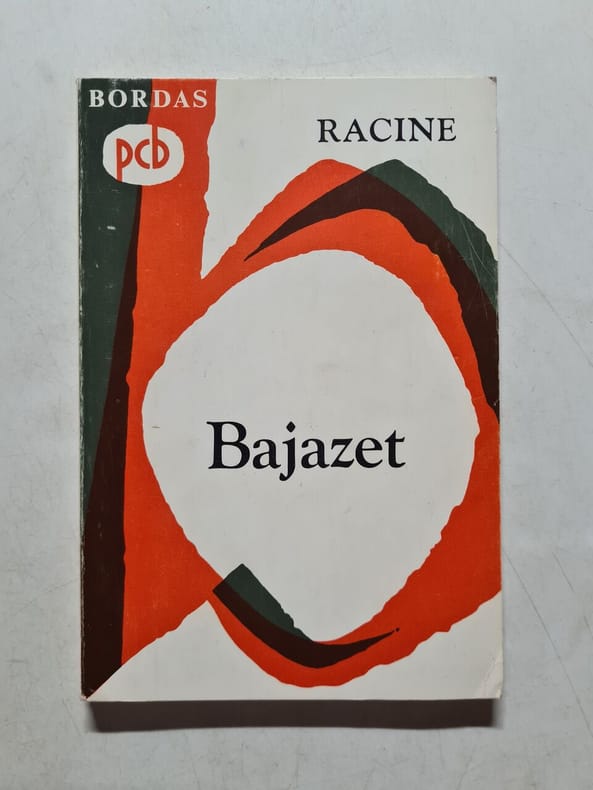 BORDAS
pcb
RACINE
Bajazet